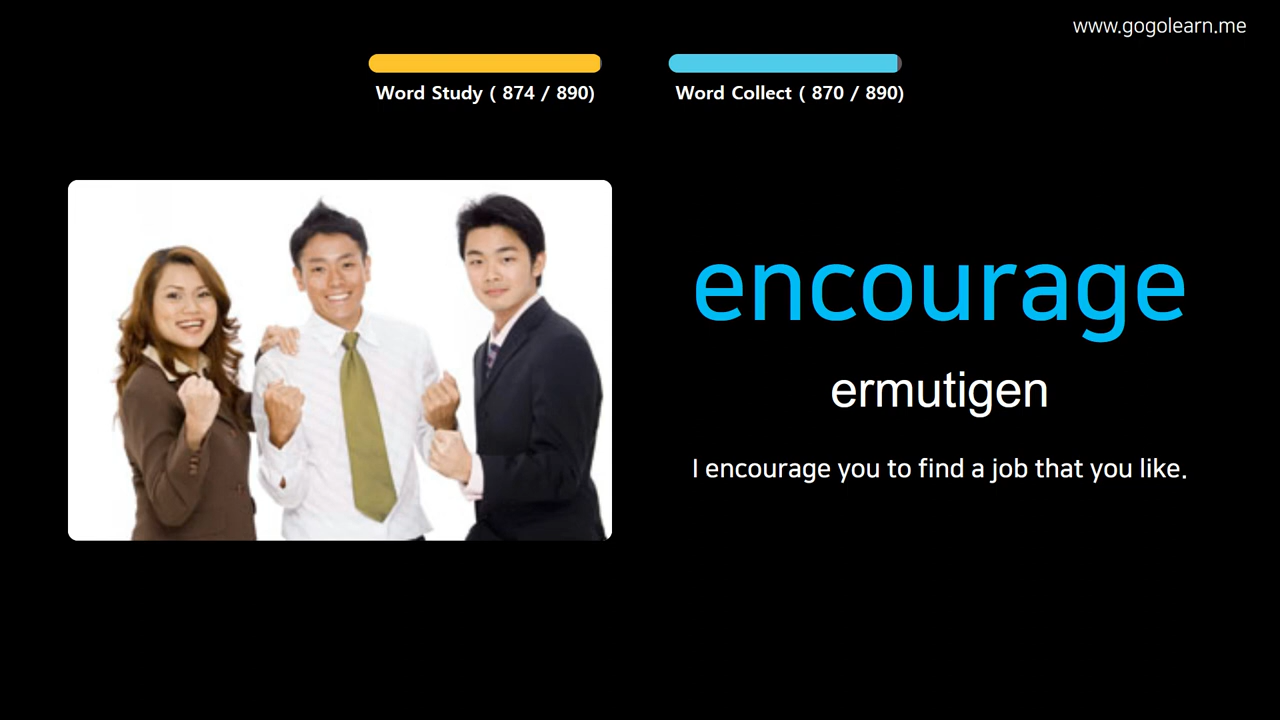 www.gogolearn.me
Word Study ( 874 / 890)
Word Collect ( 870 / 890)
encourage
ermutigen
I encourage you to find a job that you like.